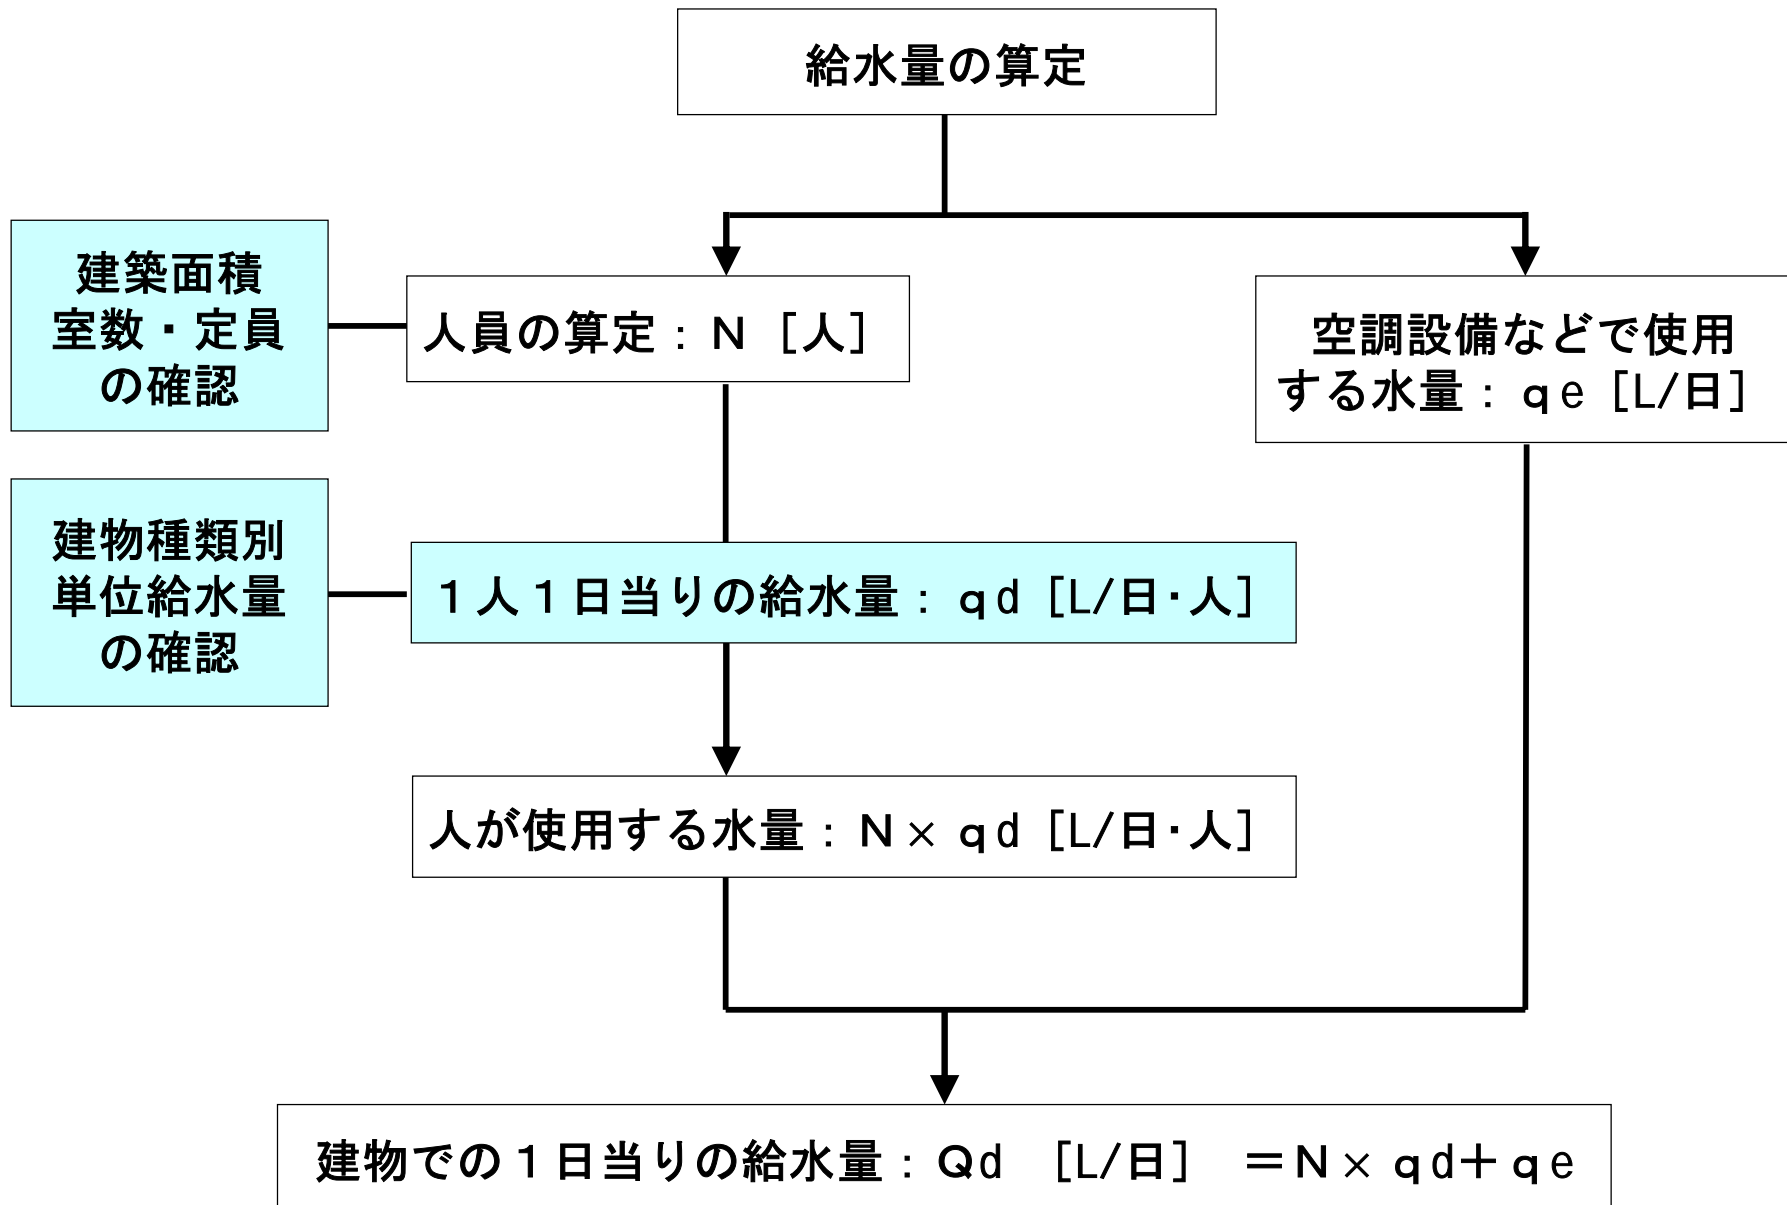 給水量の算定
建築面積
室数・定員
の確認
人員の算定：N［人］
空調設備などで使用
する水量：qe［L/日］
建物種類別
単位給水量
の確認
１人１日当りの給水量：qd［L/日・人］
人が使用する水量：N×qd［L/日・人］
建物での１日当りの給水量：Qd　［L/日］　＝N×qd＋qe